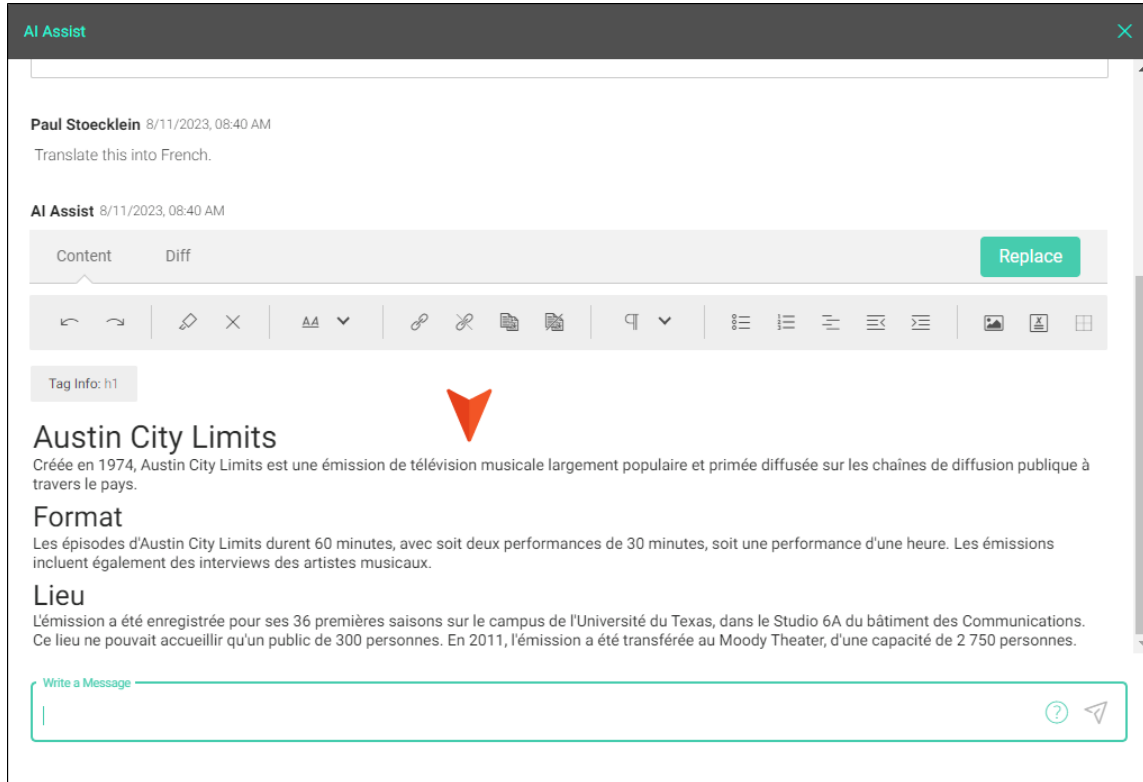 AI Assist
Paul Stoecklein 8/11/2023, 08:40 AM
Translate this into French.
AI Assist 8/11/2023, 08:40 AM
Content Diff Replace
Tag Info: h1
Austin City Limits
Créée en 1974, Austin City Limits est une émission de télévision musicale largement populaire et primée diffusée sur les chaînes de diffusion publique à
travers le pays.
Format
Les épisodes d'Austin City Limits durent 60 minutes, avec soit deux performances de 30 minutes, soit une performance d'une heure. Les émissions
incluent également des interviews des artistes musicaux.
Lieu
L'émission a été enregistrée pour ses 36 premières saisons sur le campus de l'Université du Texas, dans le Studio 6A du bâtiment des Communications.
Ce lieu ne pouvait accueillir qu'un public de 300 personnes. En 2011, l'émission a été transférée au Moody Theater, d'une capacité de 2 750 personnes.
Write a Message